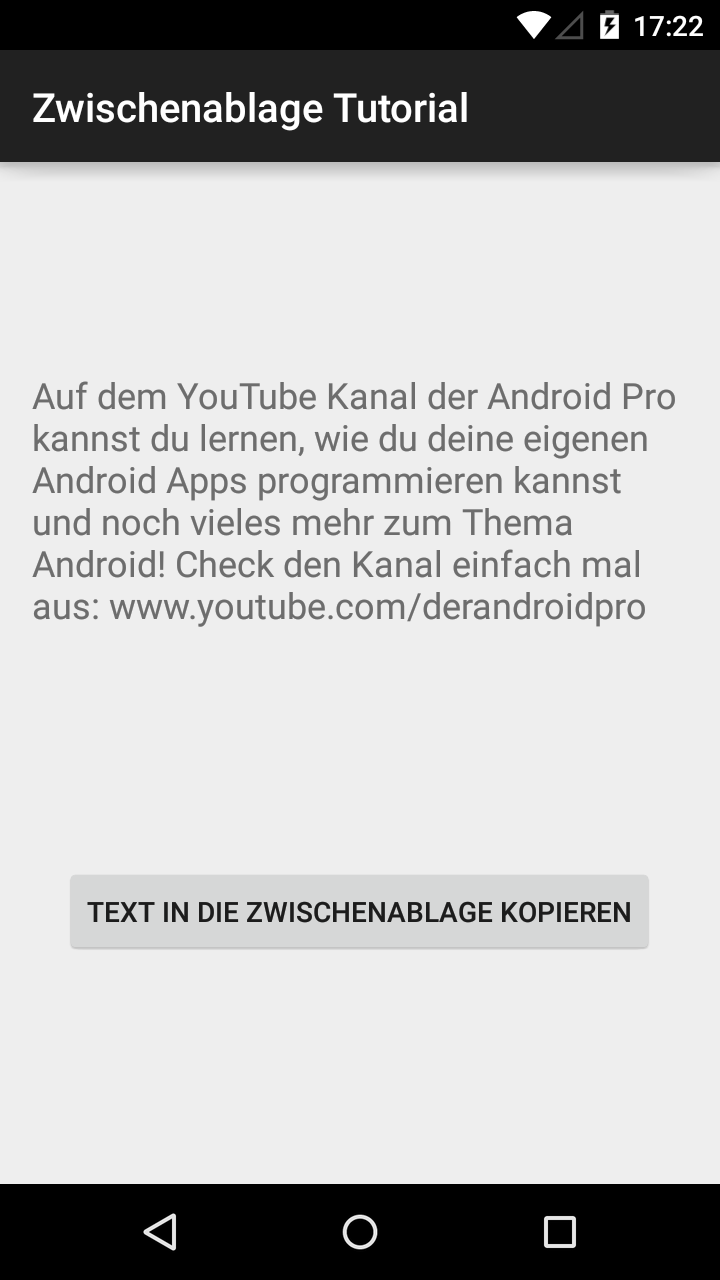 17:22
Zwischenablage Tutorial
Auf dem YouTube Kanal der Android Pro
kannst du lernen, wie du deine eigenen
Android Apps programmieren kannst
und noch vieles mehr zum Thema
Android! Check den Kanal einfach mal
aus: www.youtube.com/derandroidpro
TEXT IN DIE ZWISCHENABLAGE KOPIEREN